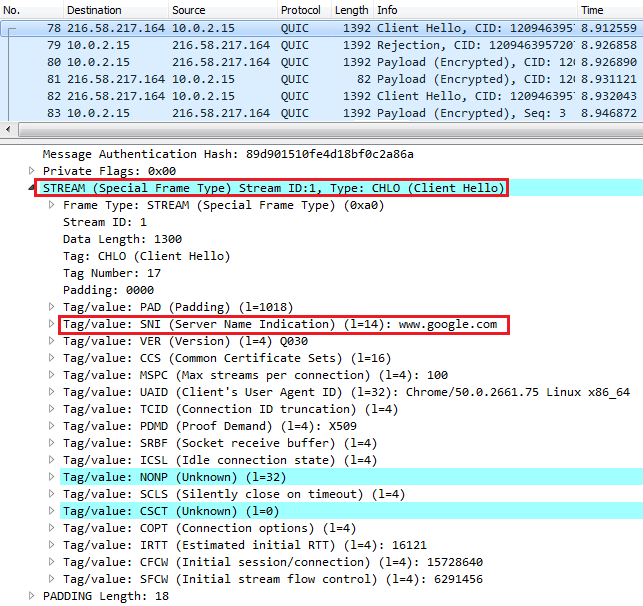 No. Destination Source Protocol Length Info Time
78 216.58.217.164 10.0.2.15 QUIC 1392 Client Hello, CID: 1209463957 8.912559
79 10.0.2.15 216.58.217.164 QUIC 1392 Rejection, CID: 1209463957207 8.926858
80 10.0.2.15 216.58.217.164 QUIC 1392 Payload (Encrypted), CID: 120 8.926890
81 216.58.217.164 10.0.2.15 QUIC 82 Payload (Encrypted), CID: 120 8.931121
82 216.58.217.164 10.0.2.15 QUIC 1392 Client Hello, CID: 1209463957 8.932043
83 10.0.2.15 216.58.217.164 QUIC 1392 Payload (Encrypted), Seq: 3 8.946872
Message Authentication Hash: 89d901510fe4d18bf0c2a86a
Private Flags: 0x00
STREAM (Special Frame Type) Stream ID:1, Type: CHLO (Client Hello)
Frame Type: STREAM (Special Frame Type) (0xa0)
Stream ID: 1
Data Length: 1300
Tag: CHLO (Client Hello)
Tag Number: 17
Padding: 0000
Tag/value: PAD (Padding) (l=1018)
Tag/value: SNI (Server Name Indication) (l=14): www.google.com
Tag/value: VER (Version) (l=4) Q030
Tag/value: CCS (Common Certificate Sets) (l=16)
Tag/value: MSPC (Max streams per connection) (l=4): 100
Tag/value: UAID (Client's User Agent ID) (l=32): Chrome/50.0.2661.75 Linux x86_64
Tag/value: TCID (Connection ID truncation) (l=4)
Tag/value: PDMD (Proof Demand) (l=4): X509
Tag/value: SRBF (Socket receive buffer) (l=4)
Tag/value: ICSL (Idle connection state) (l=4)
Tag/value: NONP (Unknown) (l=32)
Tag/value: SCLS (Silently close on timeout) (l=4)
Tag/value: CSCT (Unknown) (l=0)
Tag/value: COPT (Connection options) (l=4)
Tag/value: IRTT (Estimated initial RTT) (l=4): 16121
Tag/value: CFCW (Initial session/connection) (l=4): 15728640
Tag/value: SFCW (Initial stream flow control) (l=4): 6291456
PADDING Length: 18